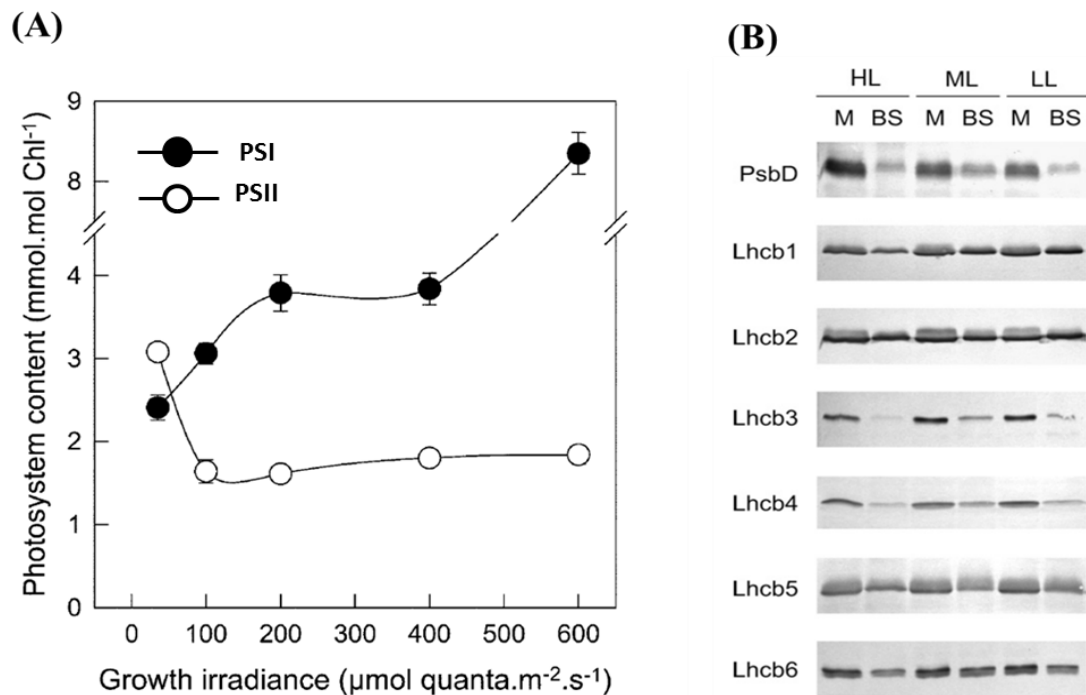 (A)
Photosystem content (mmol.mol Chl-1)
9
8
4
3
2
1
0
PSI
PSII
0 100 200 300 400 500 600
Growth irradiance (µmol quanta.m-2.s-1)
(B)
HL ML LL
M BS M BS M BS
PsbD
Lhcb1
Lhcb2
Lhcb3
Lhcb4
Lhcb5
Lhcb6